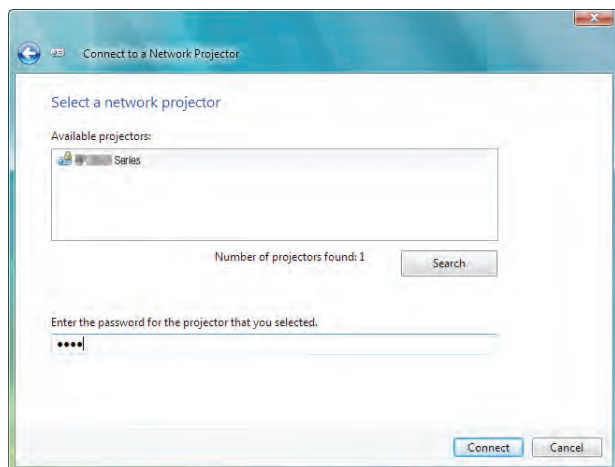 Connect to a Network Projector
Select a network projector
Available projectors:
Series
Number of projectors found: 1
Search
Enter the password for the projector that you selected.
••••
Connect
Cancel